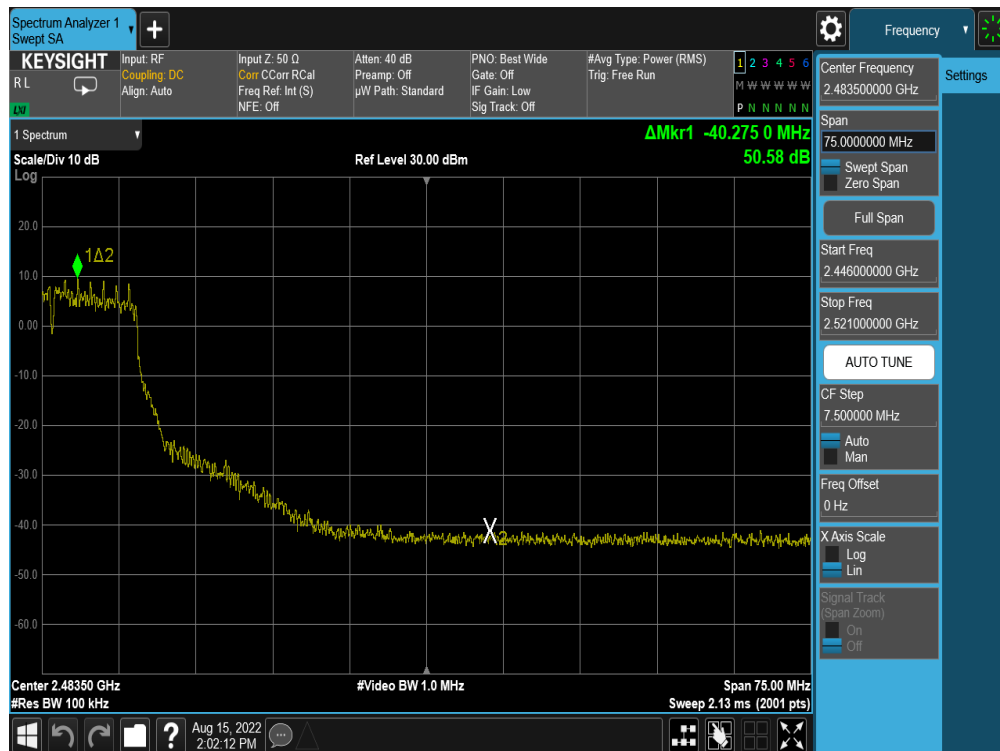 Spectrum Analyzer 1
Swept SA
Frequency
KEYSIGHT
R L
LXI
Input: RF
Coupling: DC
Align: Auto
Input Z: 50 Ω
Corr CCorr RCal
Freq Ref: Int (S)
NFE: Off
Atten: 40 dB
Preamp: Off
µW Path: Standard
PNO: Best Wide
Gate: Off
IF Gain: Low
Sig Track: Off
#Avg Type: Power (RMS)
Trig: Free Run
1 2 3 4 5 6
M W W W W W
P N N N N N
1 Spectrum
ΔMkr1 -40.275 0 MHz
50.58 dB
Scale/Div 10 dB
Ref Level 30.00 dBm
Log
20.0
10.0
0.00
-10.0
-20.0
-30.0
-40.0
-50.0
-60.0
1Δ2
X2
Center 2.48350 GHz
#Video BW 1.0 MHz
Span 75.00 MHz
#Res BW 100 kHz
Sweep 2.13 ms (2001 pts)
Center Frequency
2.483500000 GHz
Settings
Span
75.0000000 MHz
Swept Span
Zero Span
Full Span
Start Freq
2.446000000 GHz
Stop Freq
2.521000000 GHz
AUTO TUNE
CF Step
7.500000 MHz
Auto
Man
Freq Offset
0 Hz
X Axis Scale
Log
Lin
Signal Track
(Span Zoom)
On
Off
?
Aug 15, 2022
2:02:12 PM